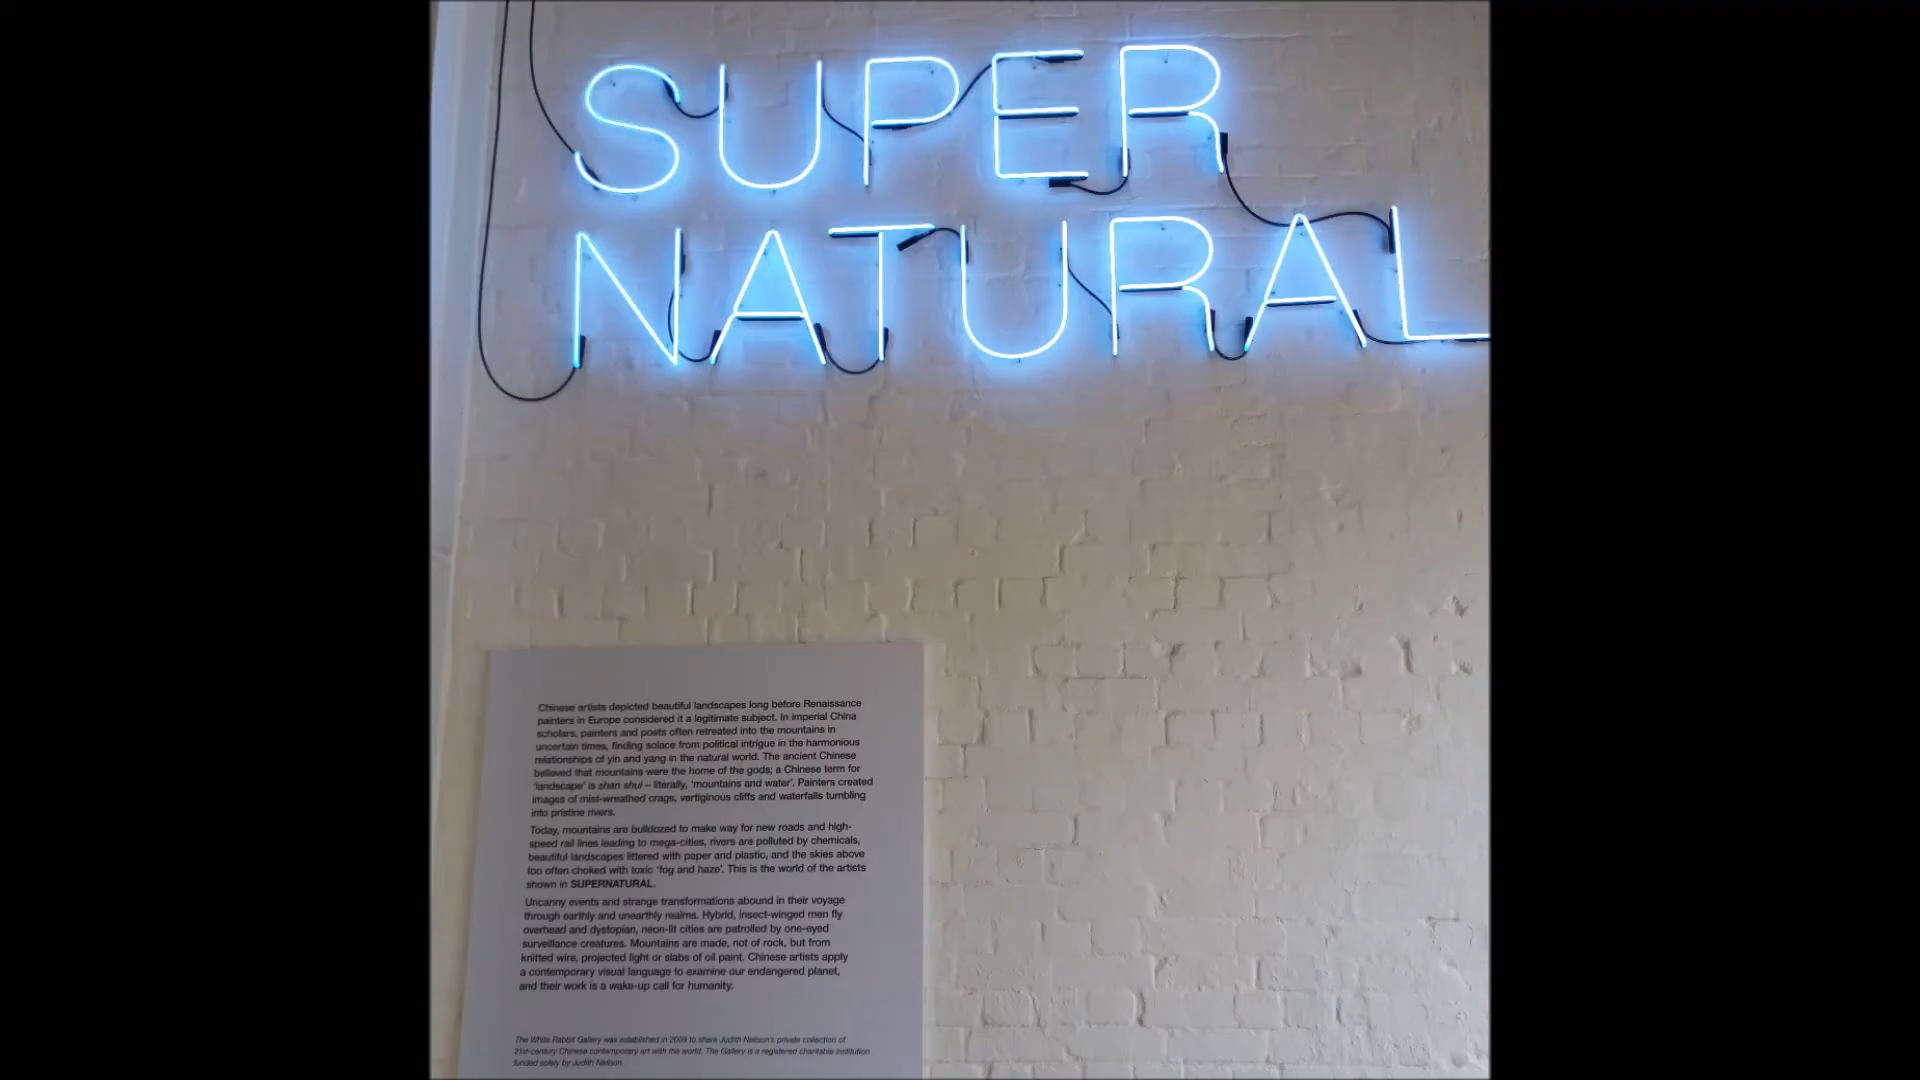 SUPER
NATURAL
Chinese artists depicted beautiful landscapes long before Renaissance
painters in Europe considered it a legitimate subject. In imperial China
scholars, painters and poets often retreated into the mountains in
uncertain times, finding solace from political intrigue in the harmonious
relationships of yin and yang in the natural world. The ancient Chinese
believed that mountains were the home of the gods; a Chinese term for
'landscape' is shan shui – literally, 'mountains and water'. Painters created
images of mist-wreathed crags, vertiginous cliffs and waterfalls tumbling
into pristine rivers.
Today, mountains are bulldozed to make way for new roads and high-
speed rail lines leading to mega-cities, rivers are polluted by chemicals,
beautiful landscapes littered with paper and plastic, and the skies above
too often choked with toxic 'fog and haze'. This is the world of the artists
shown in SUPERNATURAL.
Uncanny events and strange transformations abound in their voyage
through earthly and unearthly realms. Hybrid, insect-winged men fly
overhead and dystopian, neon-lit cities are patrolled by one-eyed
surveillance creatures. Mountains are made, not of rock, but from
knitted wire, projected light or slabs of oil paint. Chinese artists apply
a contemporary visual language to examine our endangered planet,
and their work is a wake-up call for humanity.
The White Rabbit Gallery was established in 2009 to share Judith Neilson's private collection of
21st-century Chinese contemporary art with the world. The Gallery is a registered charitable institution
funded solely by Judith Neilson.